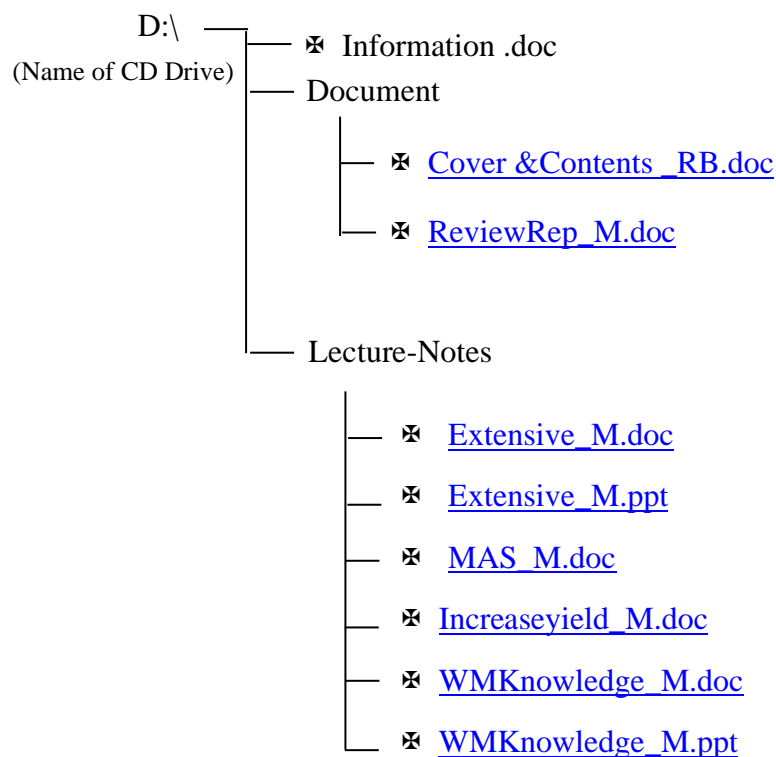 D:\
✠ Information .doc
(Name of CD Drive)
Document
✠ Cover &Contents _RB.doc
✠ ReviewRep_M.doc
Lecture-Notes
✠ Extensive_M.doc
✠ Extensive_M.ppt
✠ MAS_M.doc
✠ Increaseyield_M.doc
✠ WMKnowledge_M.doc
✠ WMKnowledge_M.ppt